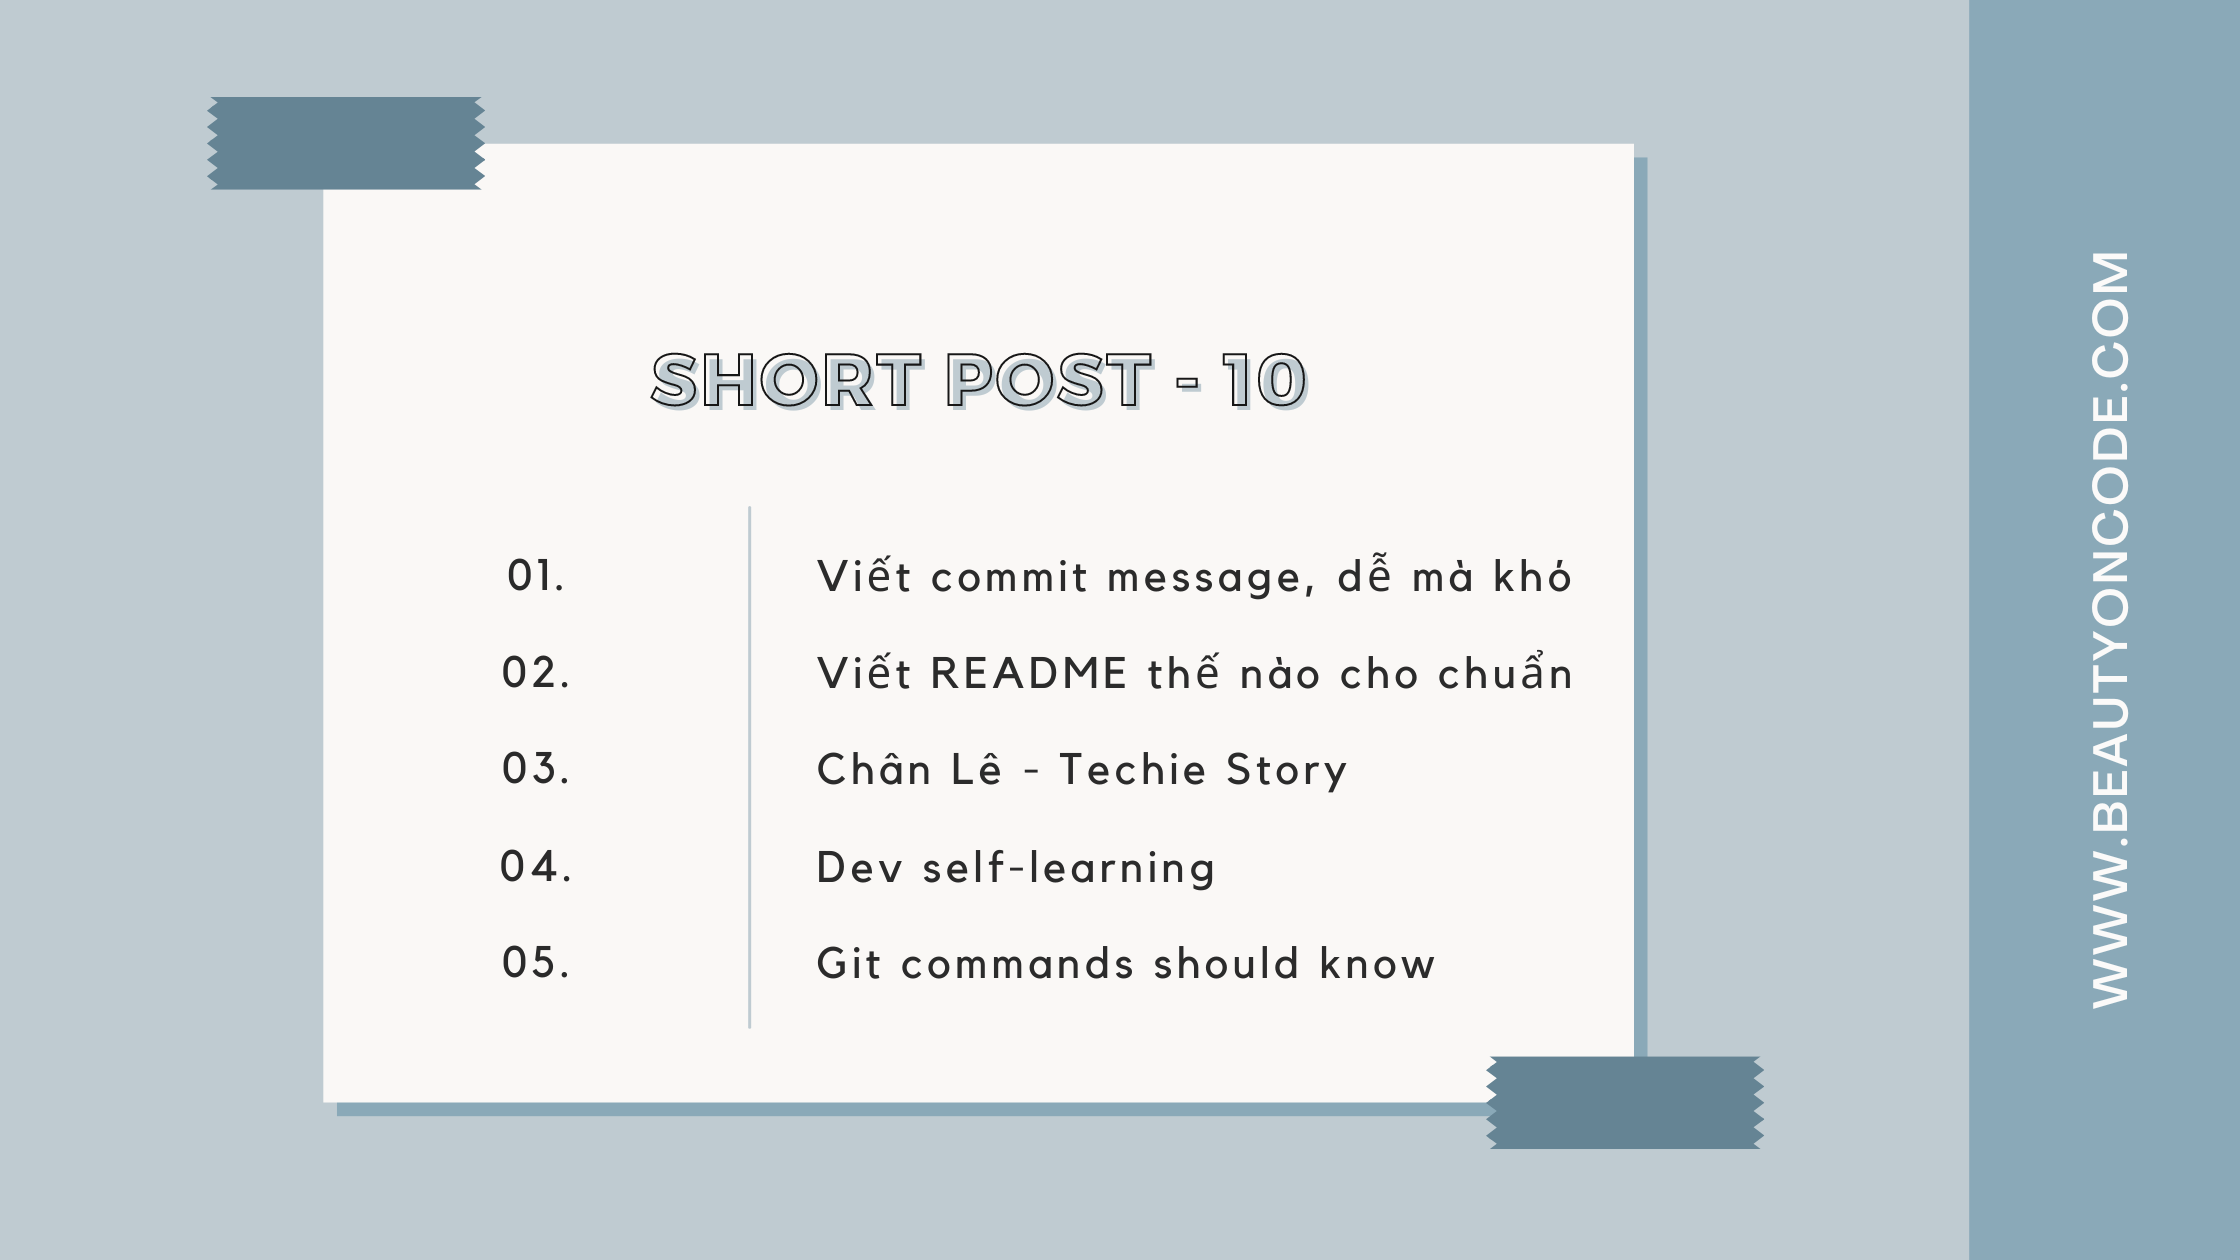 SHORT POST - 10
01. Viết commit message, dễ mà khó
02. Viết README thế nào cho chuẩn
03. Chân Lê - Techie Story
04. Dev self-learning
05. Git commands should know
WWW.BEAUTYONCODE.COM